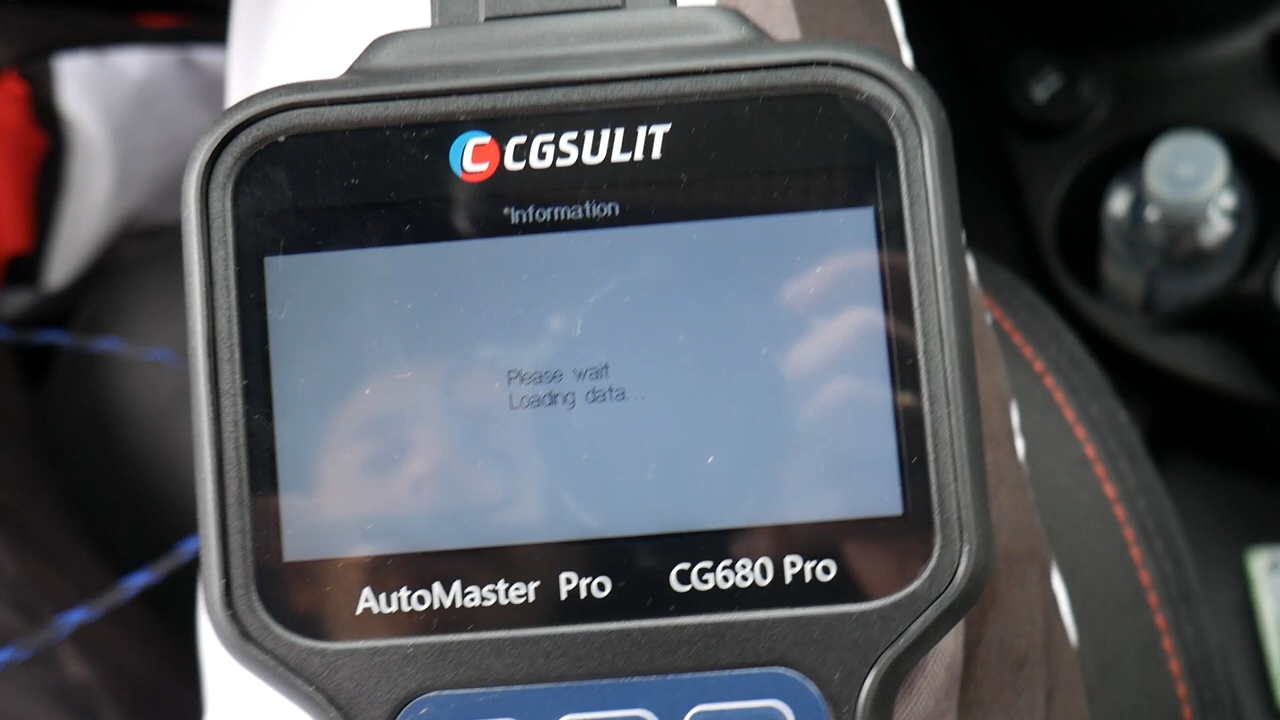 C CGSULIT
*Information
Please wait
Loading data...
AutoMaster Pro CG680 Pro